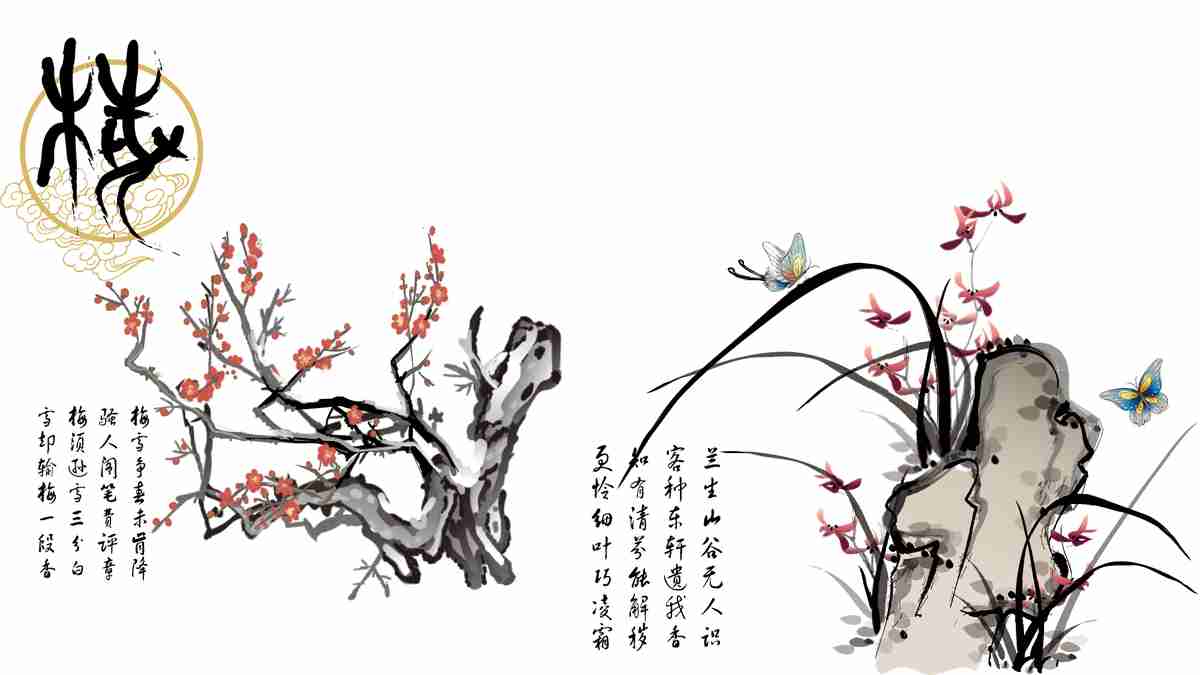 梅
梅雪争春未肯降
骚人阁笔费评章
梅须逊雪三分白
雪却输梅一段香
兰生山谷无人识
客种东轩遗我香
知有清芬能解秽
更怜细叶巧凌霜